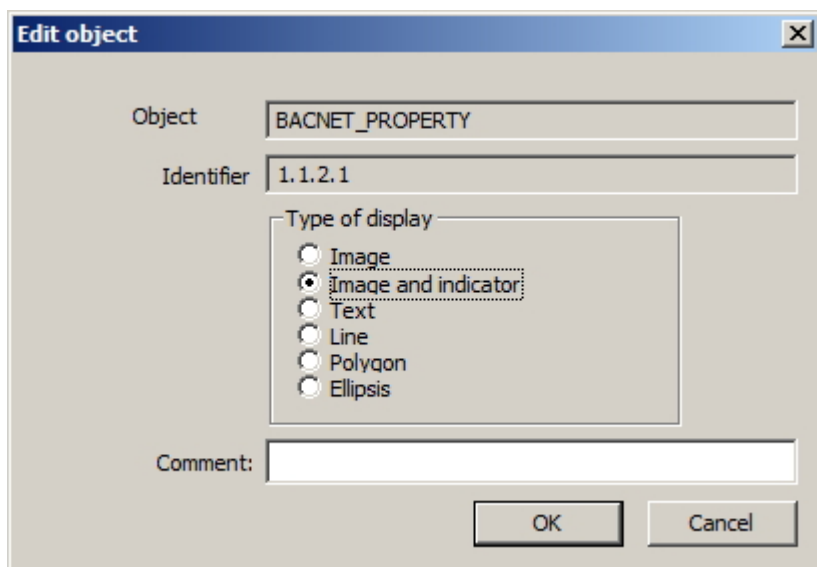 Edit object
Object BACNET_PROPERTY
Identifier 1.1.2.1
Type of display
Image
Image and indicator
Text
Line
Polygon
Ellipsis
Comment:
OK Cancel